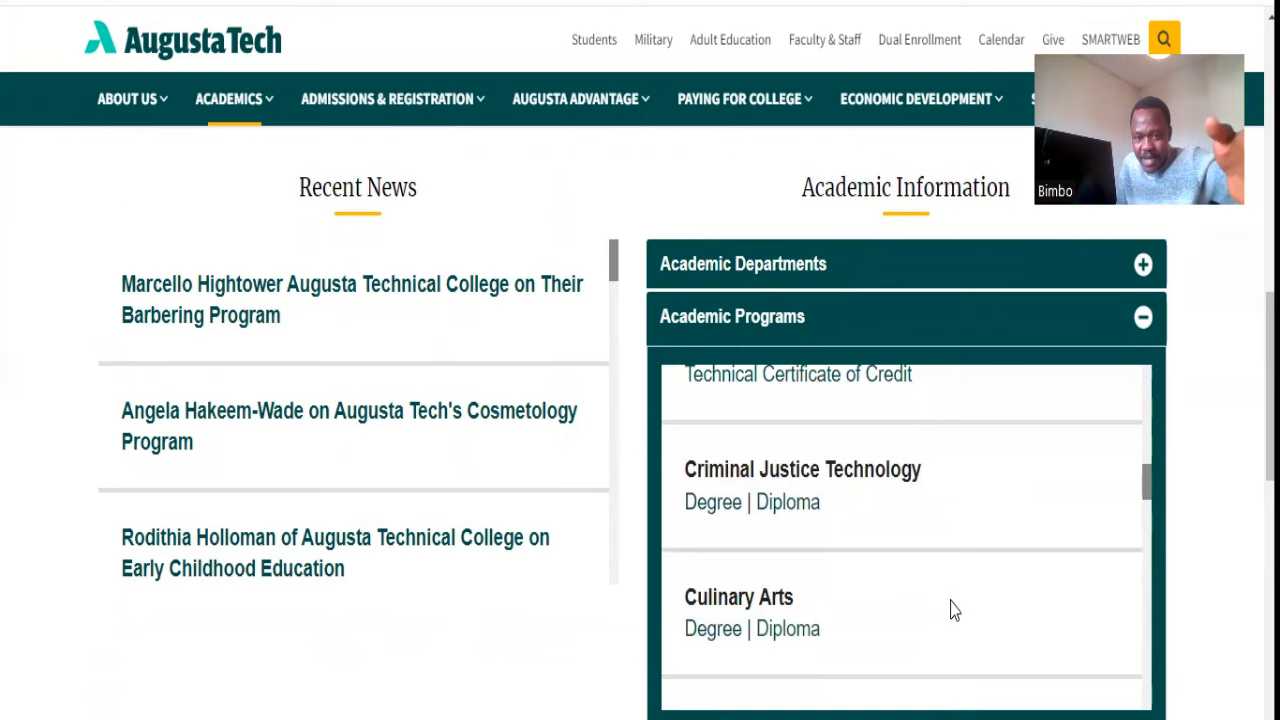 AugustaTech
Students Military Adult Education Faculty & Staff Dual Enrollment Calendar Give SMARTWEB
ABOUT US ACADEMICS ADMISSIONS & REGISTRATION AUGUSTA ADVANTAGE PAYING FOR COLLEGE ECONOMIC DEVELOPMENT
Bimbo
Recent News
Marcello Hightower Augusta Technical College on Their
Barbering Program
Angela Hakeem-Wade on Augusta Tech's Cosmetology
Program
Rodithia Holloman of Augusta Technical College on
Early Childhood Education
Academic Information
Academic Departments
Academic Programs
Technical Certificate of Credit
Criminal Justice Technology
Degree | Diploma
Culinary Arts
Degree | Diploma